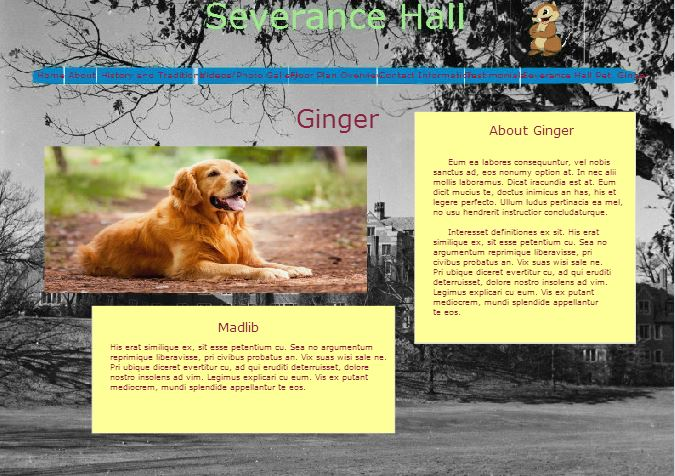 Severance Hall
Home About History and Traditions Videos/Photo Gallery Floor Plan Overview Contact Information Testimonials Severance Hall Pet, Ginger
Ginger
About Ginger
Eum ea labores consequuntur, vel nobis
sanctus ad, eos nonumy option at. In nec alii
mollis laboramus. Dicat iracundia est at. Eum
dicit mucius te, doctus inimicus an has, his et
legere perfecto. Ullum ludus pertinacia ea mel,
no usu hendrerit instructior concludaturque.
Interesset definitiones ex sit. His erat
similique ex, sit esse petentium cu. Sea no
argumentum reprimique liberavisse, pri
civibus probatus an. Vix suas wisi sale ne.
Pri ubique diceret evertitur cu, ad qui eruditi
deterruisset, dolore nostro insolens ad vim.
Legimus explicari cu eum. Vis ex putant
mediocrem, mundi splendide appellantur
te eos.
Madlib
His erat similique ex, sit esse petentium cu. Sea no argumentum
reprimique liberavisse, pri civibus probatus an. Vix suas wisi sale ne.
Pri ubique diceret evertitur cu, ad qui eruditi deterruisset, dolore
nostro insolens ad vim. Legimus explicari cu eum. Vis ex putant
mediocrem, mundi splendide appellantur te eos.